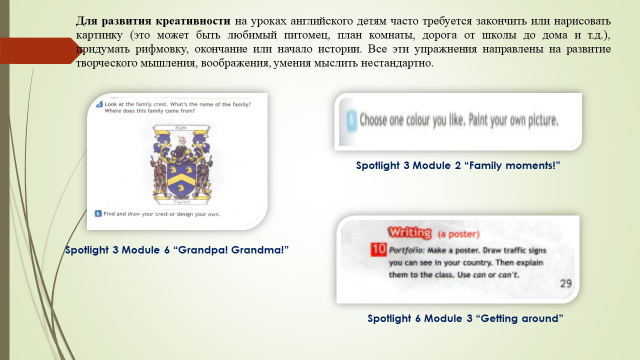 Для развития креативности на уроках английского детям часто требуется закончить или нарисовать
картинку (это может быть любимый питомец, план комнаты, дорога от школы до дома и т.д.),
придумать рифмовку, окончание или начало истории. Все эти упражнения направлены на развитие
творческого мышления, воображения, умения мыслить нестандартно.
Look at the family crest. What's the name of the family?
Where does this family come from?
Find and draw your crest or design your own.
Spotlight 3 Module 6 “Grandpa! Grandma!”
Choose one colour you like. Paint your own picture.
Spotlight 3 Module 2 “Family moments!”
Writing (a poster)
10 Portfolio: Make a poster. Draw traffic signs
you can see in your country. Then explain
them to the class. Use can or can't.
29
Spotlight 6 Module 3 “Getting around”